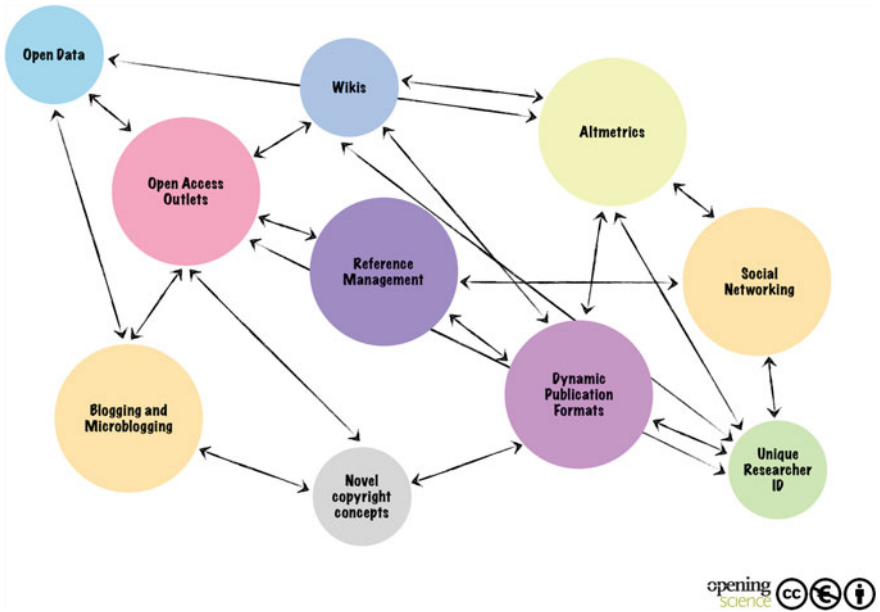 Open Data
Wikis
Altmetrics
Open Access
Outlets
Reference
Management
Social
Networking
Dynamic
Publication
Formats
Blogging and
Microblogging
Unique
Researcher
ID
Novel
copyright
concepts
opening
science
cc